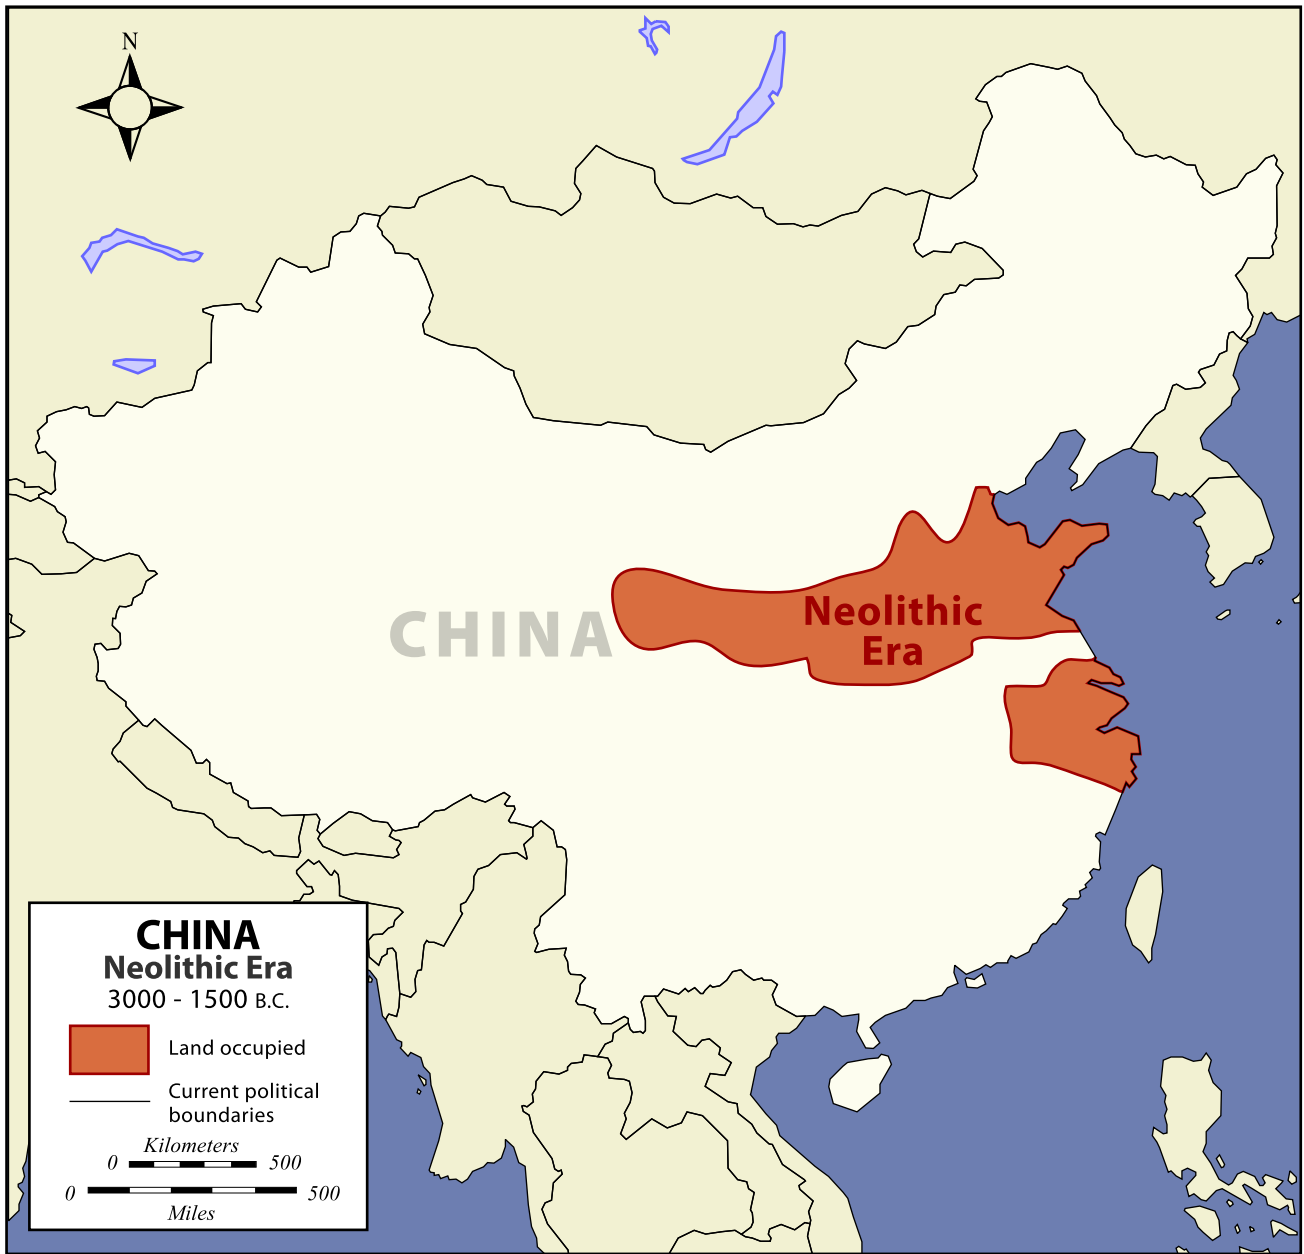 N
CHINA
Neolithic
Era
CHINA
Neolithic Era
3000 - 1500 B.C.
Land occupied
Current political
boundaries
Kilometers
0 500
0 500
Miles